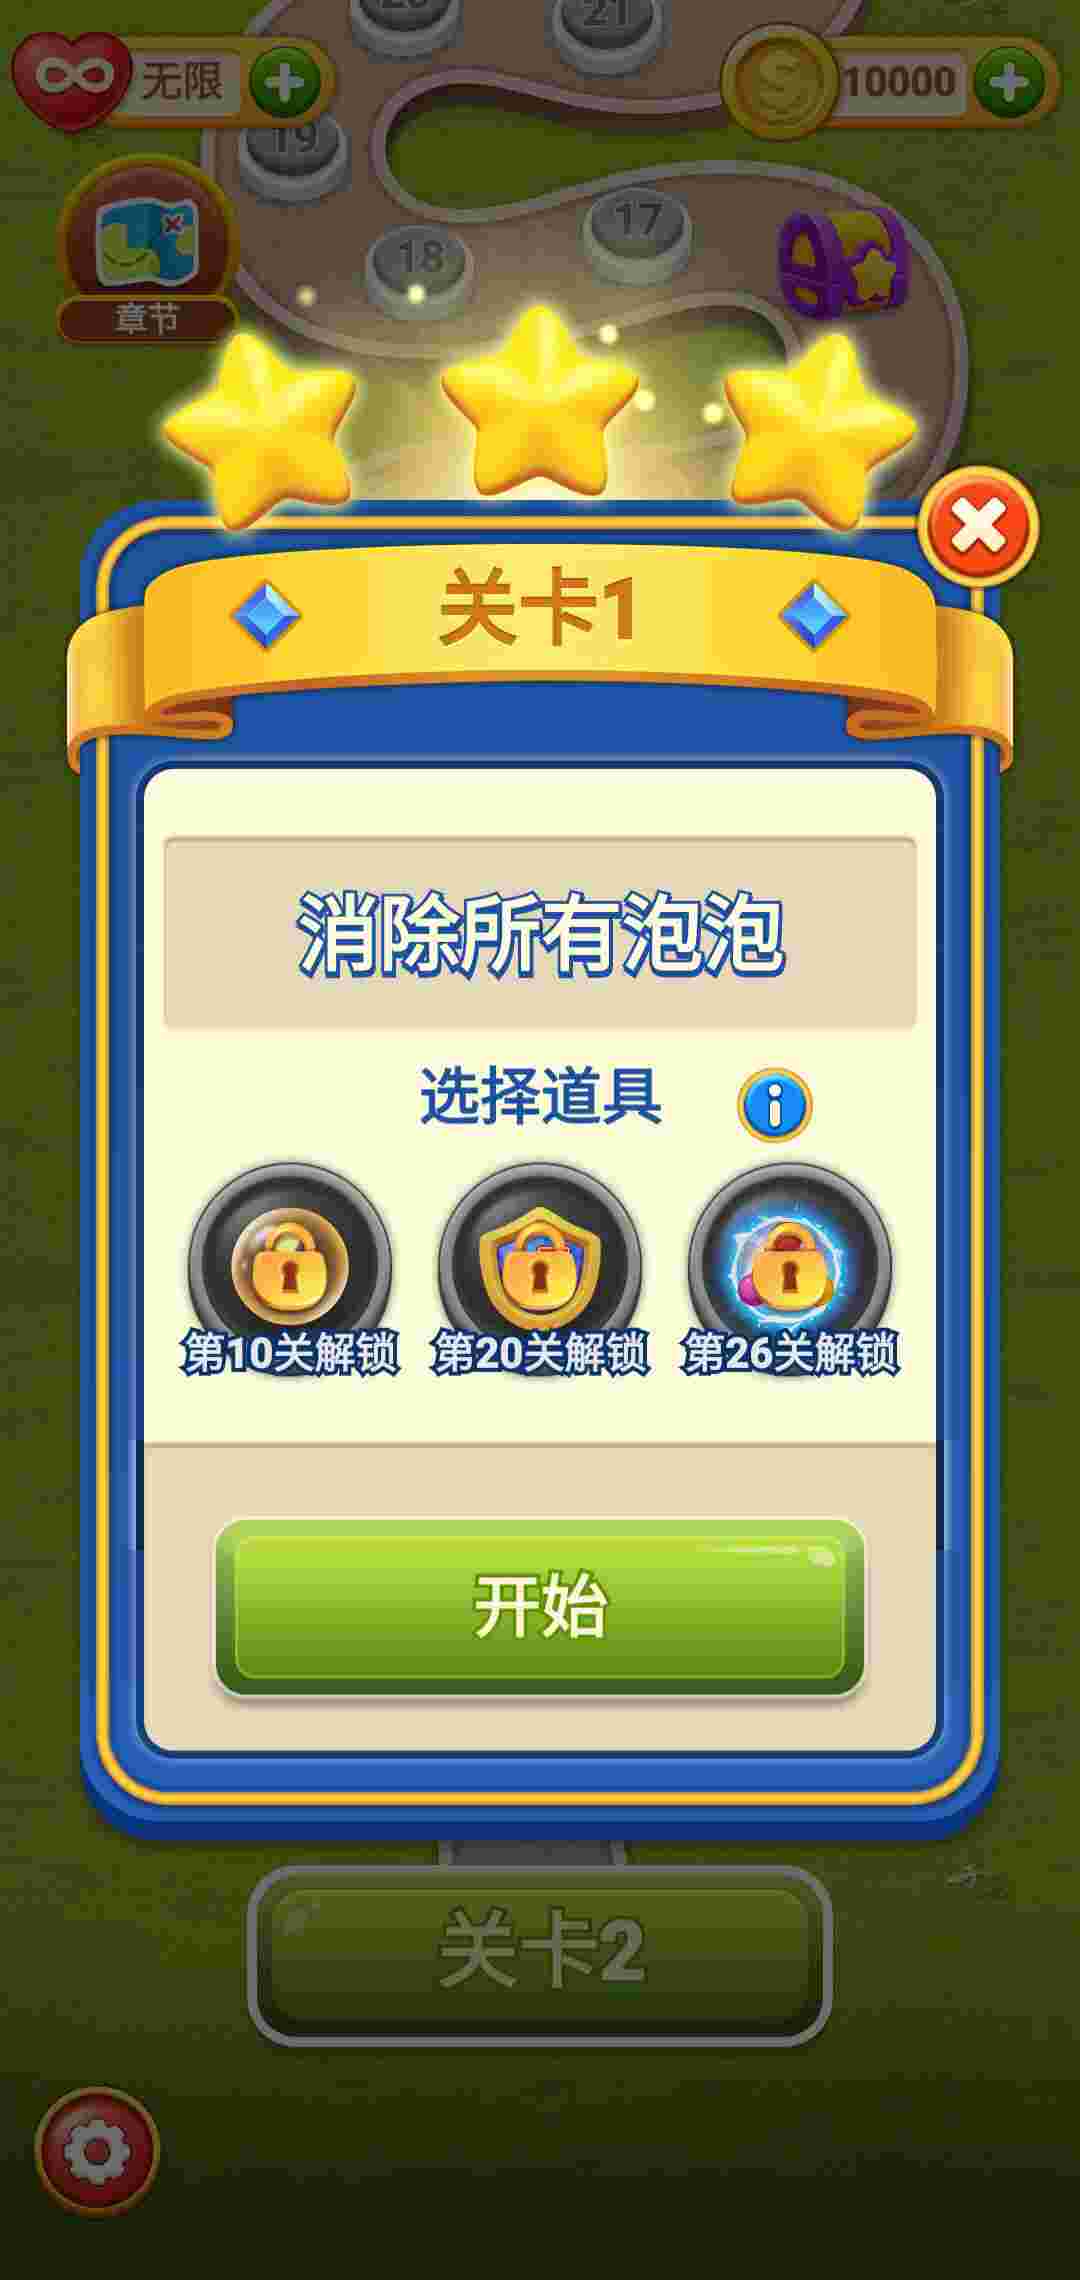 20
21
无限
10000
19
17
18
章节
关卡1
消除所有泡泡
选择道具
第10关解锁
第20关解锁
第26关解锁
开始
关卡2